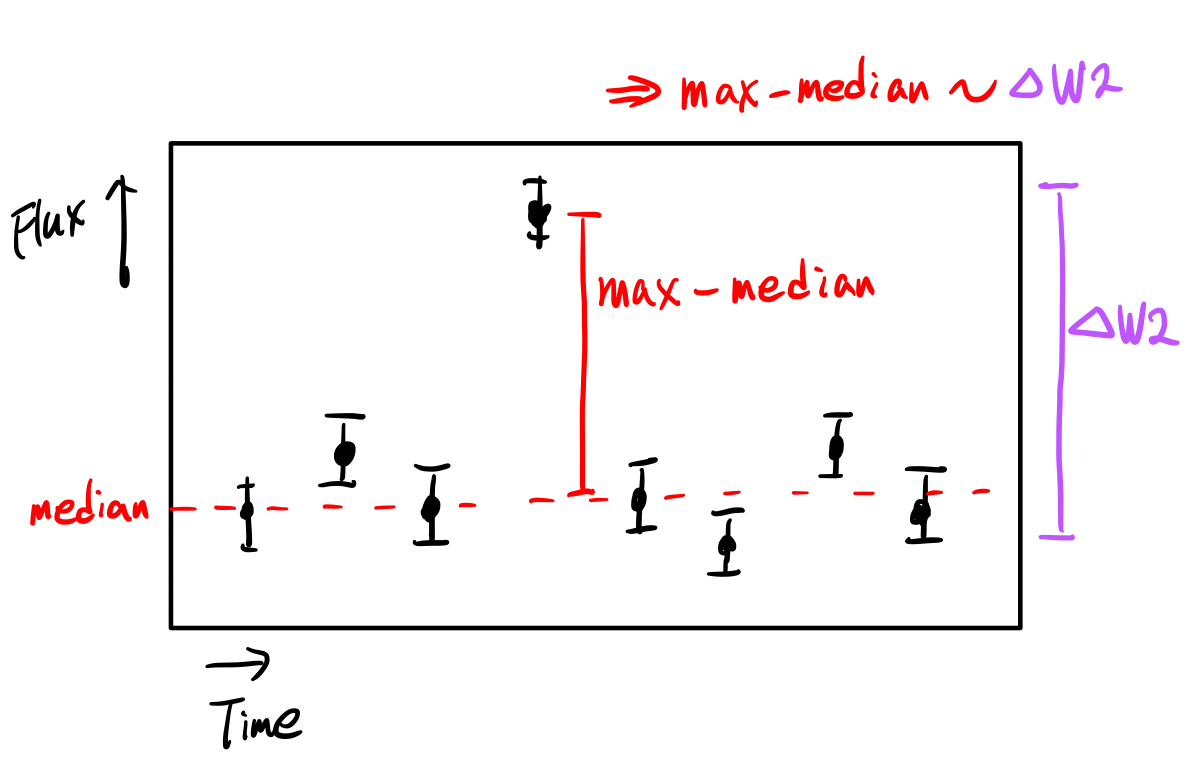 ⇒ max-median ~ ΔW2
Flux
max-median
ΔW2
median
Time